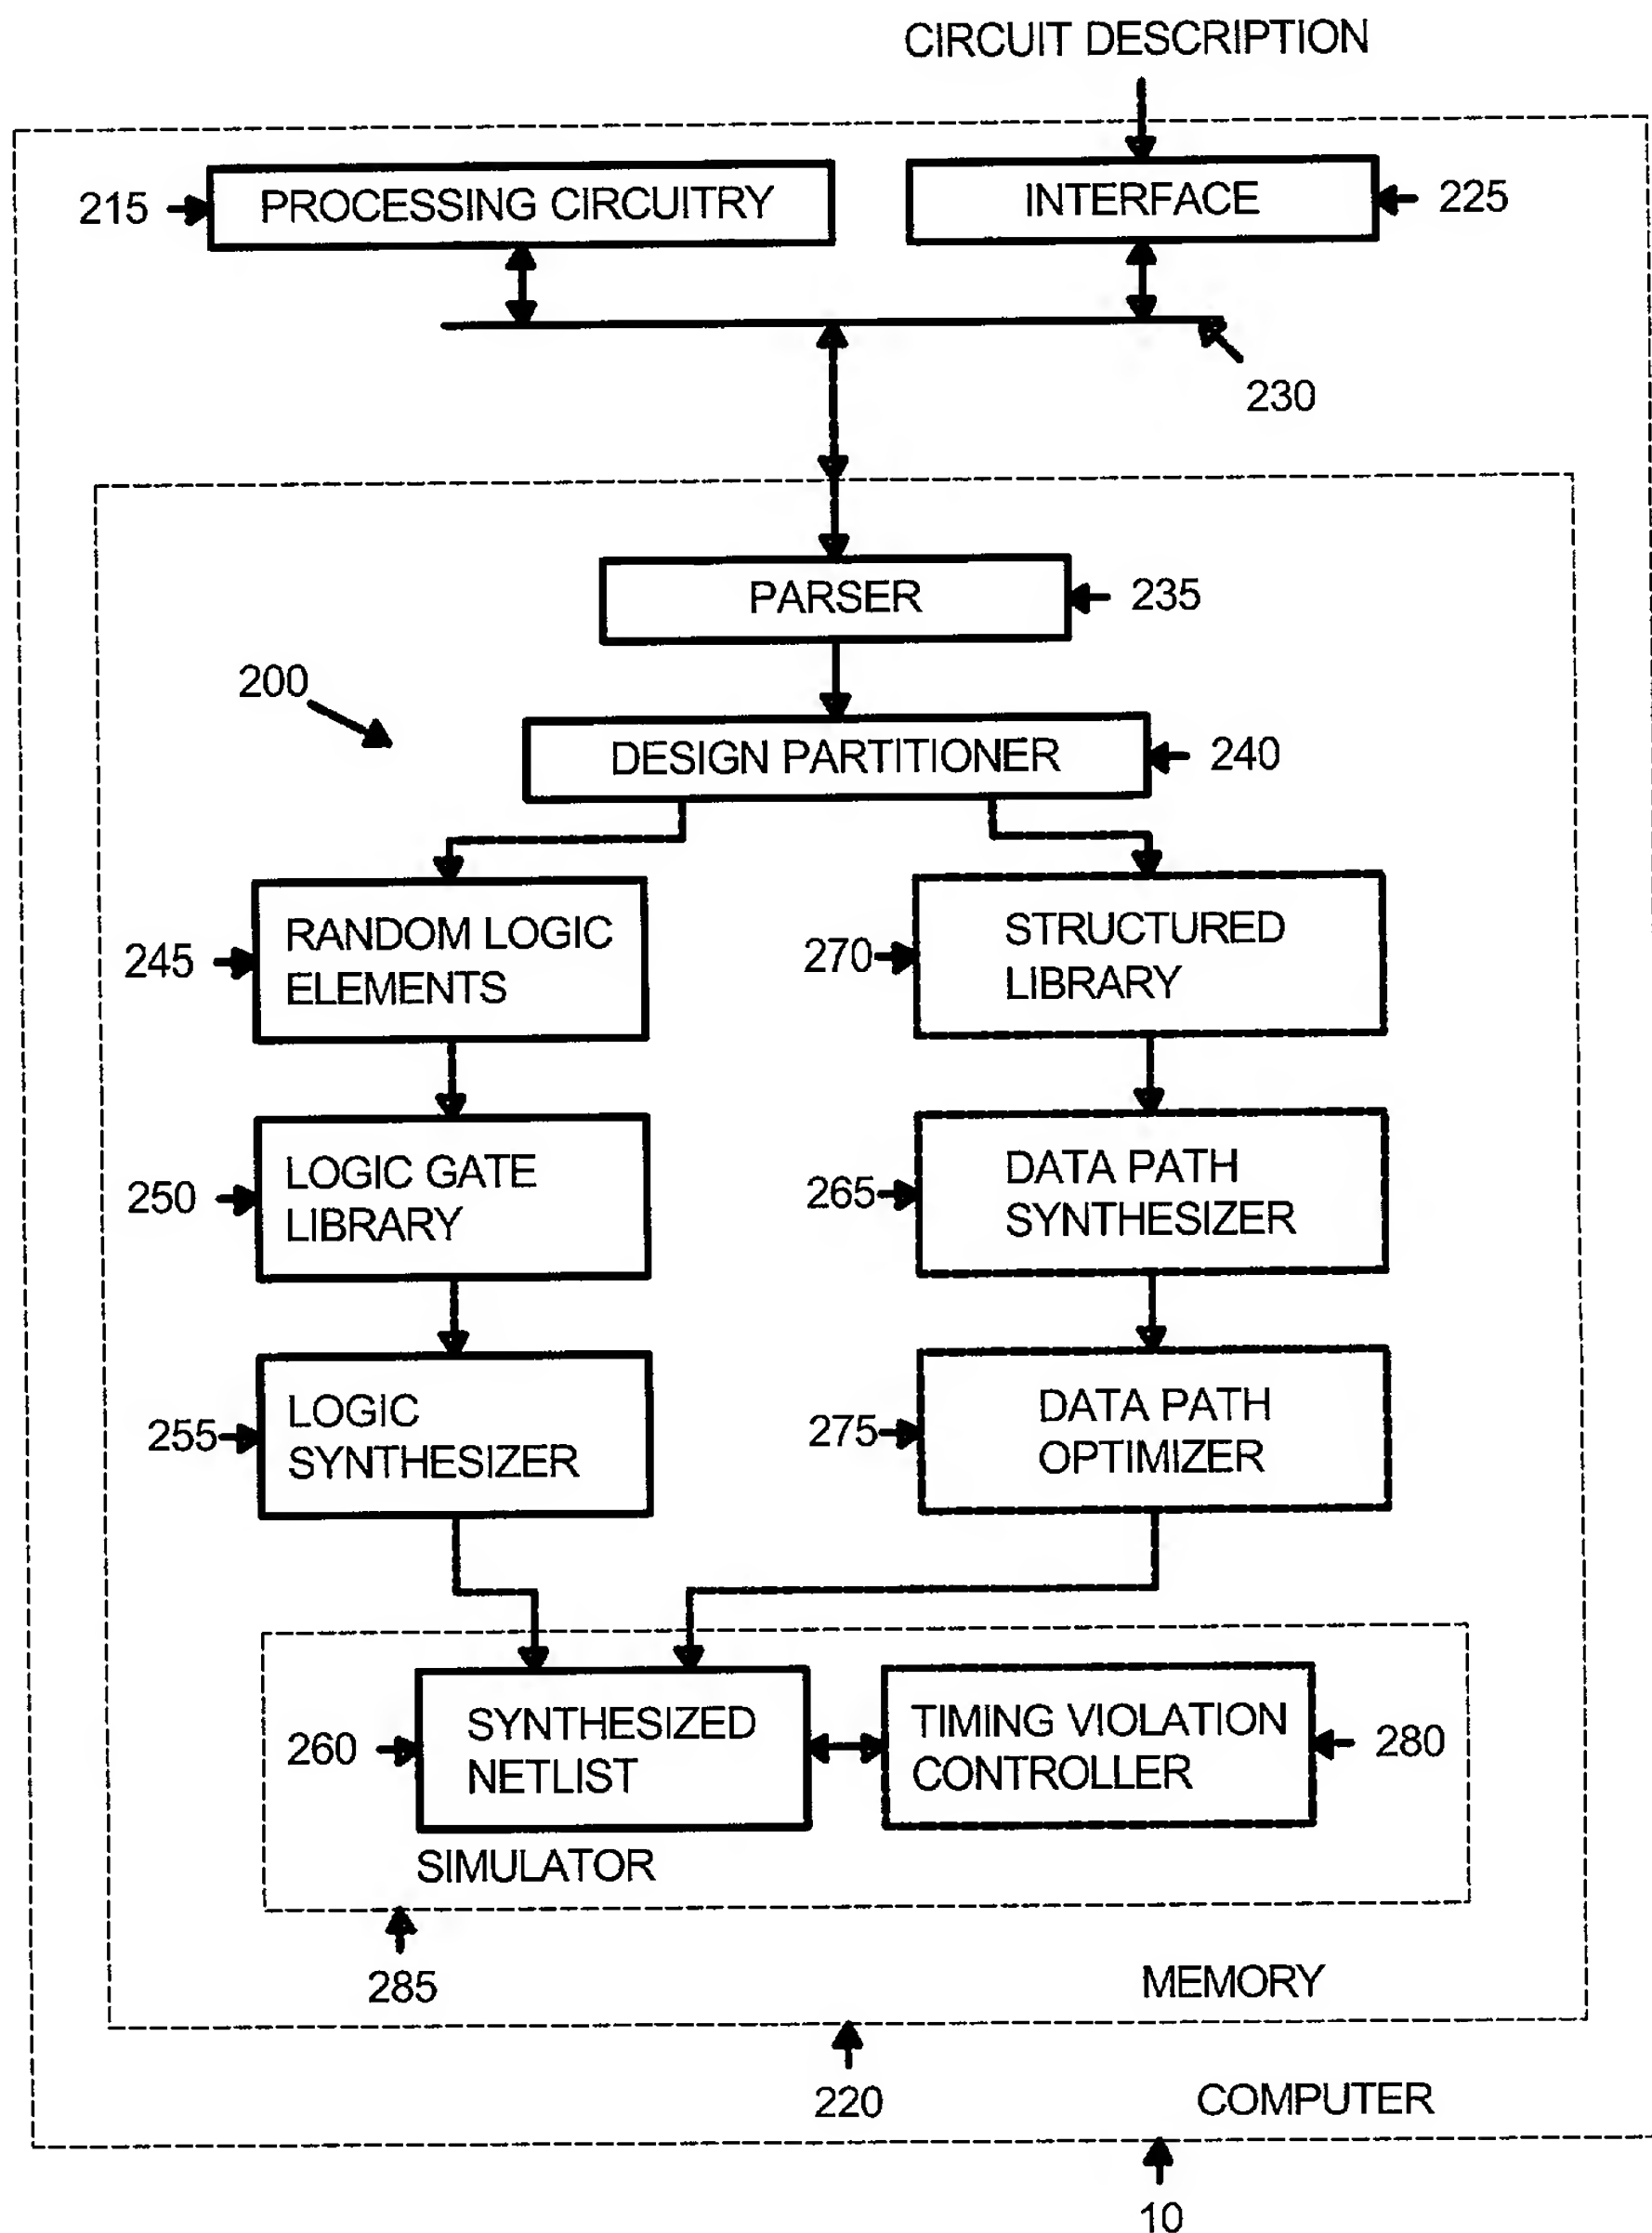 CIRCUIT DESCRIPTION
215
PROCESSING CIRCUITRY
INTERFACE
225
230
PARSER
235
200
DESIGN PARTITIONER
240
245
RANDOM LOGIC
ELEMENTS
270
STRUCTURED
LIBRARY
250
LOGIC GATE
LIBRARY
265
DATA PATH
SYNTHESIZER
255
LOGIC
SYNTHESIZER
275
DATA PATH
OPTIMIZER
260
SYNTHESIZED
NETLIST
TIMING VIOLATION
CONTROLLER
280
SIMULATOR
285
MEMORY
220
COMPUTER
10